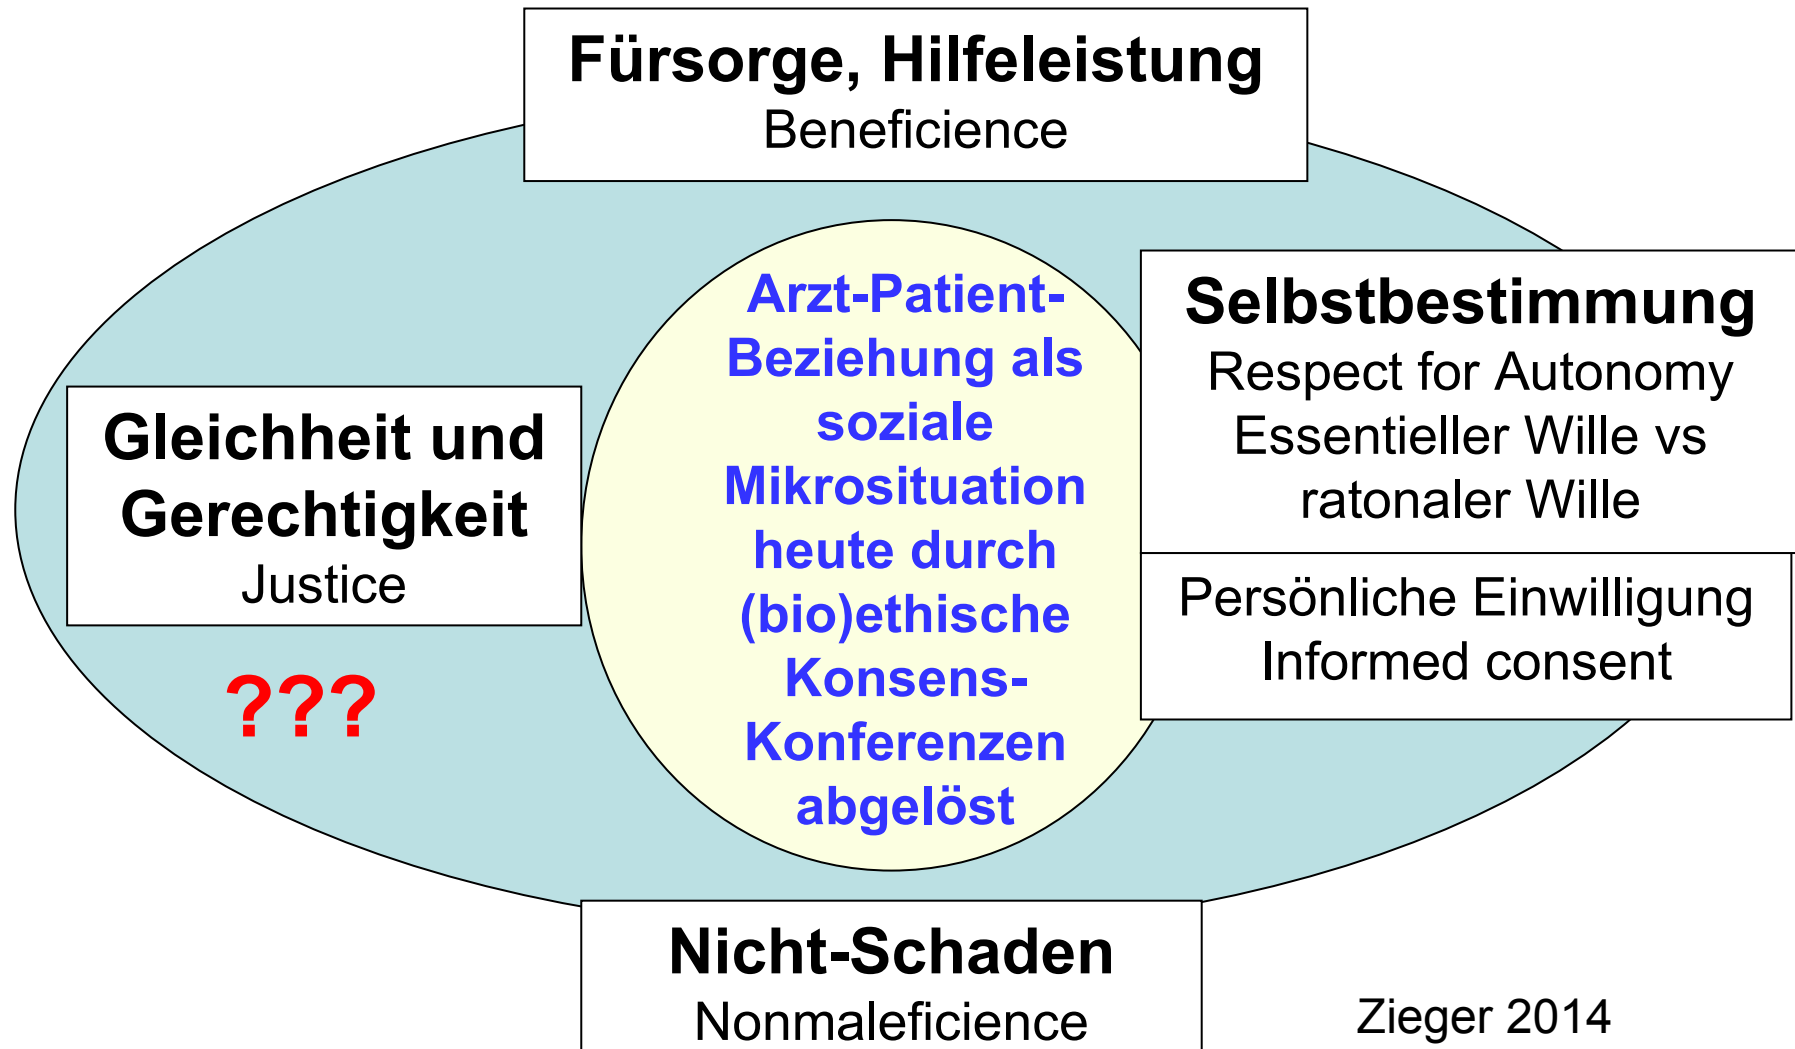 Fürsorge, Hilfeleistung
Beneficience
Arzt-Patient-
Beziehung als
soziale
Mikrosituation
heute durch
(bio)ethische
Konsens-
Konferenzen
abgelöst
Selbstbestimmung
Respect for Autonomy
Essentieller Wille vs
ratonaler Wille
Persönliche Einwilligung
Informed consent
Gleichheit und
Gerechtigkeit
Justice
???
Nicht-Schaden
Nonmaleficience
Zieger 2014